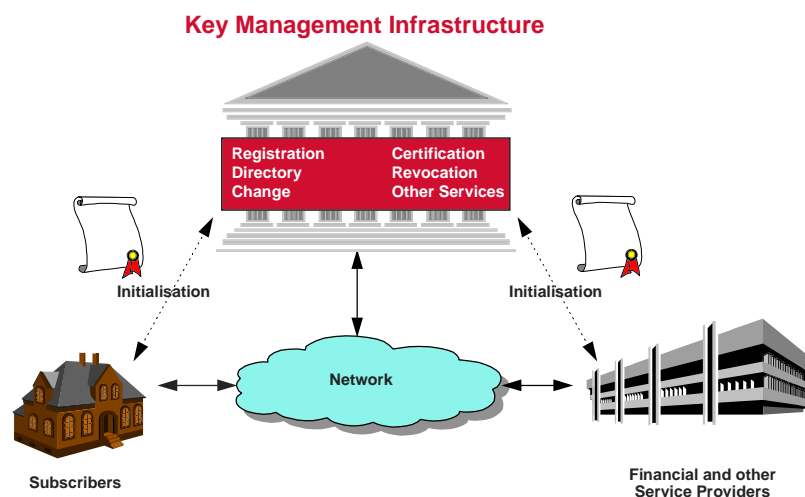 Key Management Infrastructure
Registration
Directory
Change
Certification
Revocation
Other Services
Initialisation
Initialisation
Network
Subscribers
Financial and other
Service Providers